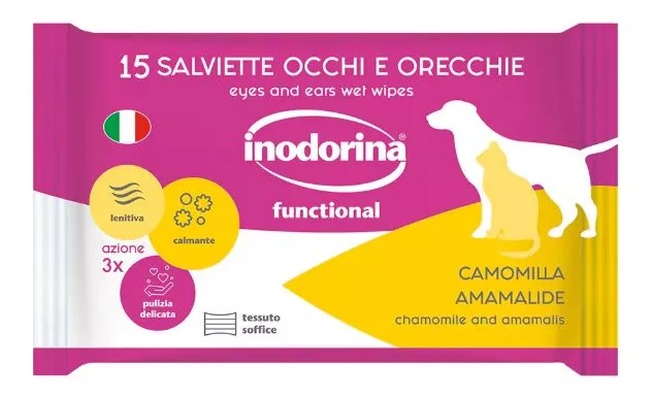 15 SALVIETTE OCCHI E ORECCHIE
eyes and ears wet wipes
inodorina®
functional
lenitiva
calmante
azione
3x
pulizia
delicata
tessuto
soffice
CAMOMILLA
AMAMALIDE
chamomile and amamalis